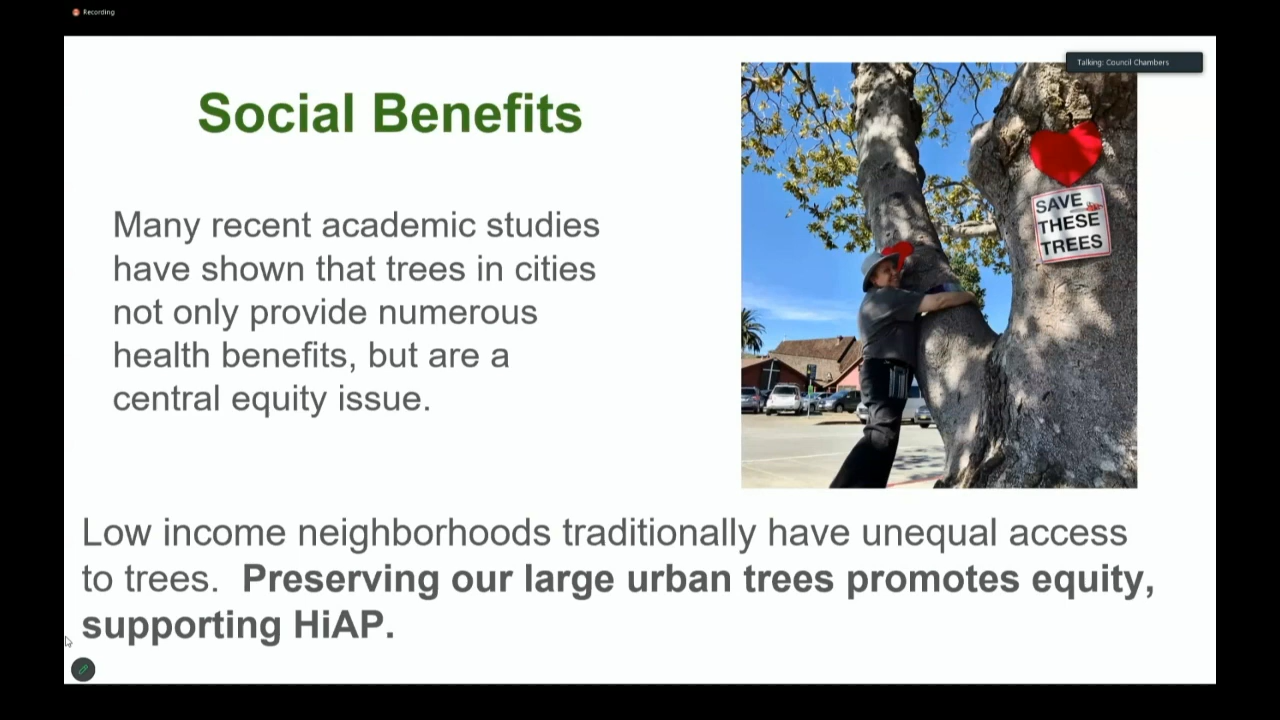 Recording
Talking: Council Chambers
Social Benefits
SAVE
THESE
TREES
Many recent academic studies
have shown that trees in cities
not only provide numerous
health benefits, but are a
central equity issue.
Low income neighborhoods traditionally have unequal access
to trees. Preserving our large urban trees promotes equity,
supporting HiAP.